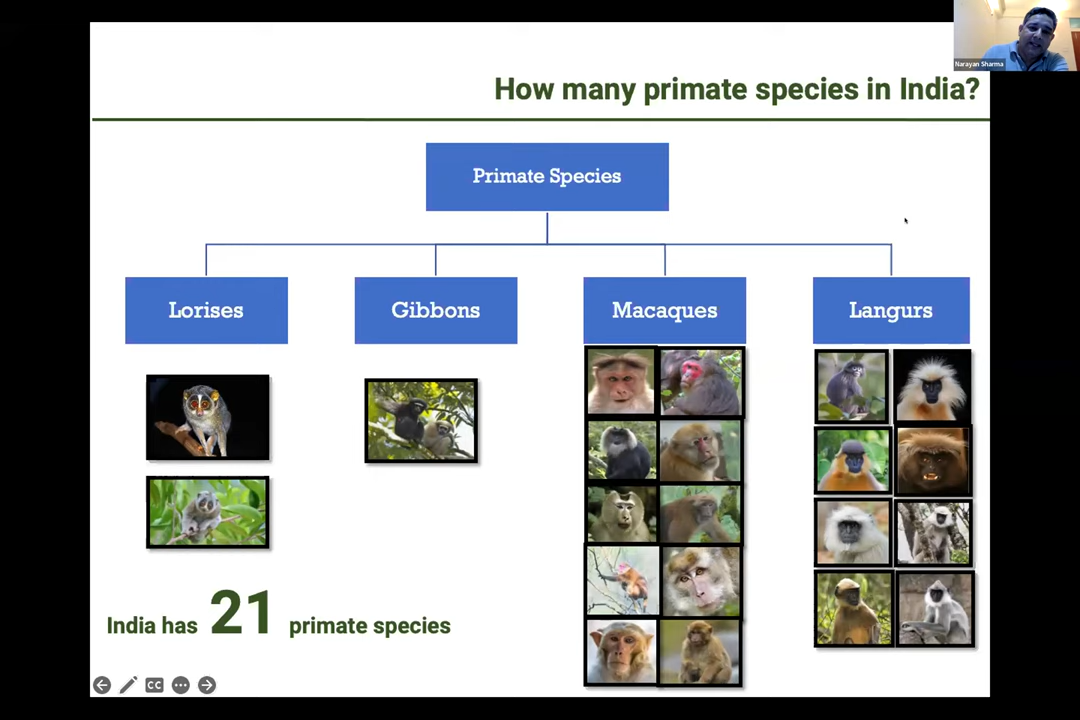 Narayan Sharma
How many primate species in India?
Primate Species
Lorises
Gibbons
Macaques
Langurs
India has 21 primate species
CC